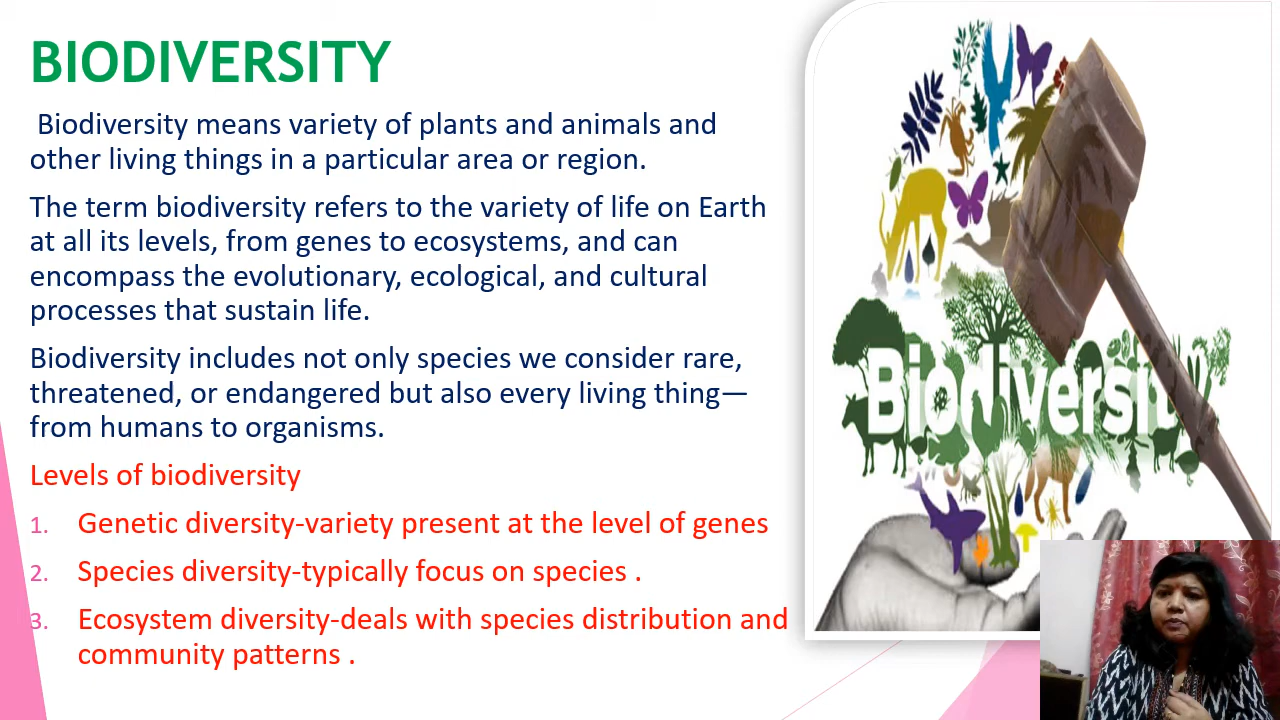 BIODIVERSITY
Biodiversity means variety of plants and animals and
other living things in a particular area or region.
The term biodiversity refers to the variety of life on Earth
at all its levels, from genes to ecosystems, and can
encompass the evolutionary, ecological, and cultural
processes that sustain life.
Biodiversity includes not only species we consider rare,
threatened, or endangered but also every living thing—
from humans to organisms.
Levels of biodiversity
1. Genetic diversity-variety present at the level of genes
2. Species diversity-typically focus on species .
3. Ecosystem diversity-deals with species distribution and
community patterns .
Biodiversity